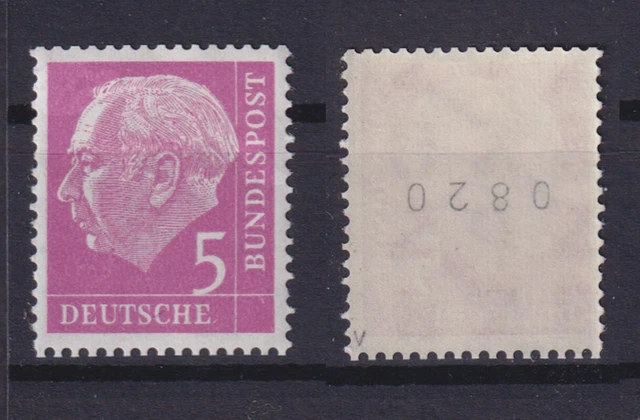 BUNDESPOST
5
DEUTSCHE
0820
v